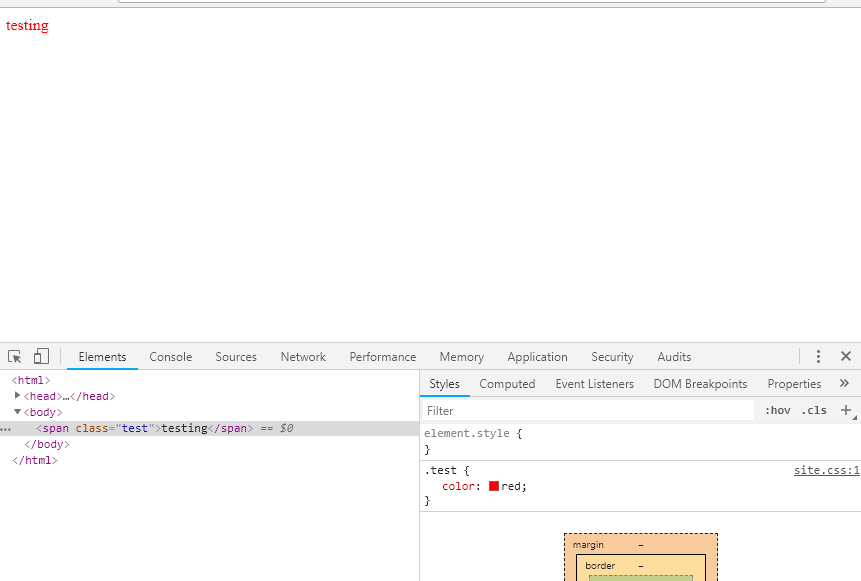 testing
Elements Console Sources Network Performance Memory Application Security Audits
<html>
<head>…</head>
<body>
<span class="test">testing</span> == $0
</body>
</html>
Styles Computed Event Listeners DOM Breakpoints Properties »
Filter :hov .cls +
element.style {
}
.test { site.css:1
color: red;
}
margin –
border –